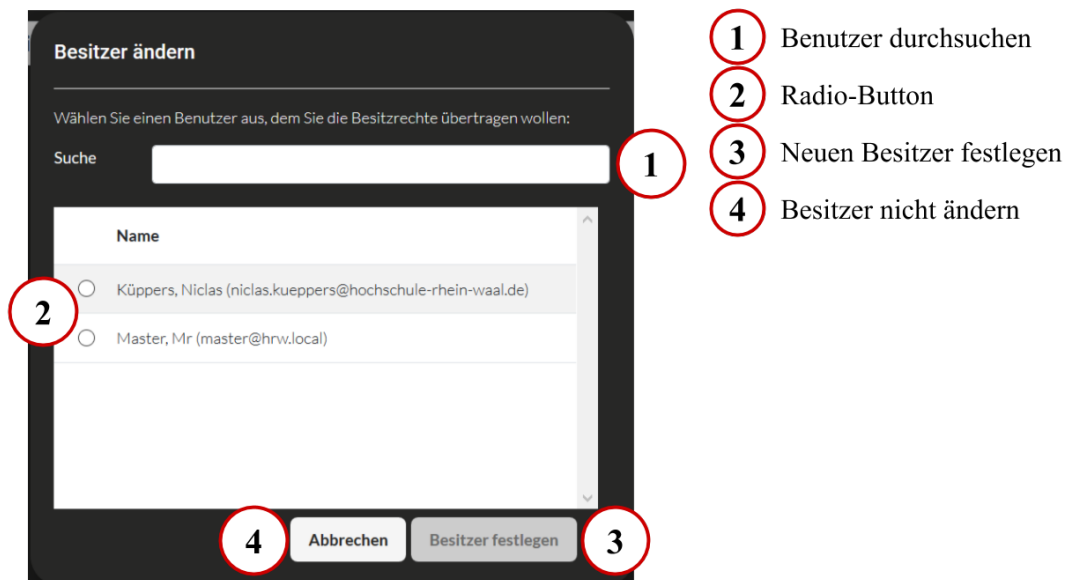 Besitzer ändern
Wählen Sie einen Benutzer aus, dem Sie die Besitzrechte übertragen wollen:
Suche
1
Name
Küppers, Niclas (niclas.kueppers@hochschule-rhein-waal.de)
2
Master, Mr (master@hrw.local)
4
Abbrechen
Besitzer festlegen
3
1 Benutzer durchsuchen
2 Radio-Button
3 Neuen Besitzer festlegen
4 Besitzer nicht ändern